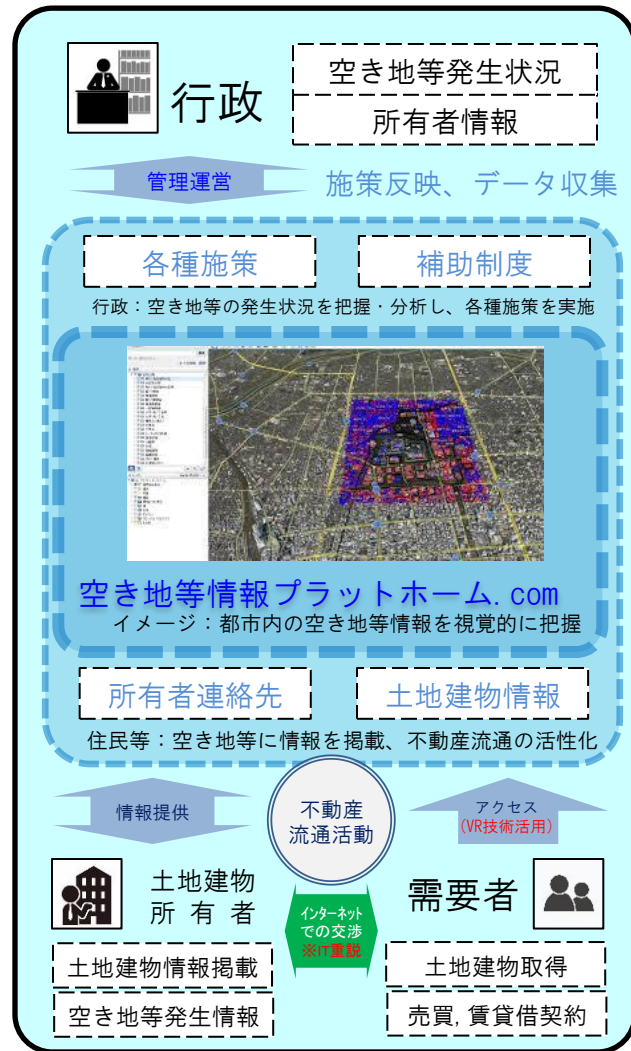 行政
空き地等発生状況
所有者情報
管理運営
施策反映、データ収集
各種施策
補助制度
行政：空き地等の発生状況を把握・分析し、各種施策を実施
空き地等情報プラットホーム.com
イメージ：都市内の空き地等情報を視覚的に把握
所有者連絡先
土地建物情報
住民等：空き地等に情報を掲載、不動産流通の活性化
情報提供
不動産
流通活動
アクセス
(VR技術活用)
土地建物
所有者
インターネット
での交渉
※IT重説
需要者
土地建物情報掲載
空き地等発生情報
土地建物取得
売買,賃貸借契約